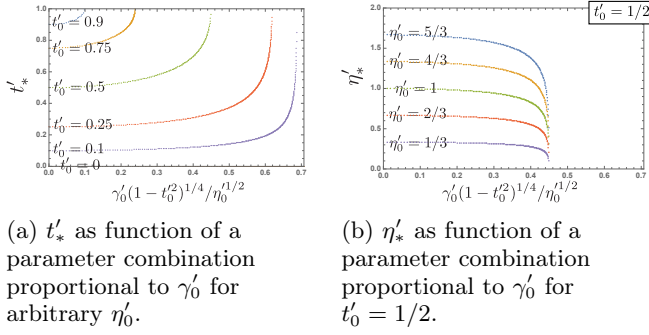 1.0
0.8
0.6
0.4
0.2
0.0
t′_*
t′_0 = 0.9
t′_0 = 0.75
t′_0 = 0.5
t′_0 = 0.25
t′_0 = 0.1
t′_0 = 0
0.0 0.1 0.2 0.3 0.4 0.5 0.6 0.7
γ′_0(1 − t′_0^2)^{1/4}/η′_0^{1/2}
(a) t′_* as function of a
parameter combination
proportional to γ′_0 for
arbitrary η′_0.
t′_0 = 1/2
2.0
1.5
1.0
0.5
0.0
η′_*
η′_0 = 5/3
η′_0 = 4/3
η′_0 = 1
η′_0 = 2/3
η′_0 = 1/3
0.0 0.1 0.2 0.3 0.4 0.5 0.6 0.7
γ′_0(1 − t′_0^2)^{1/4}/η′_0^{1/2}
(b) η′_* as function of a
parameter combination
proportional to γ′_0 for
t′_0 = 1/2.